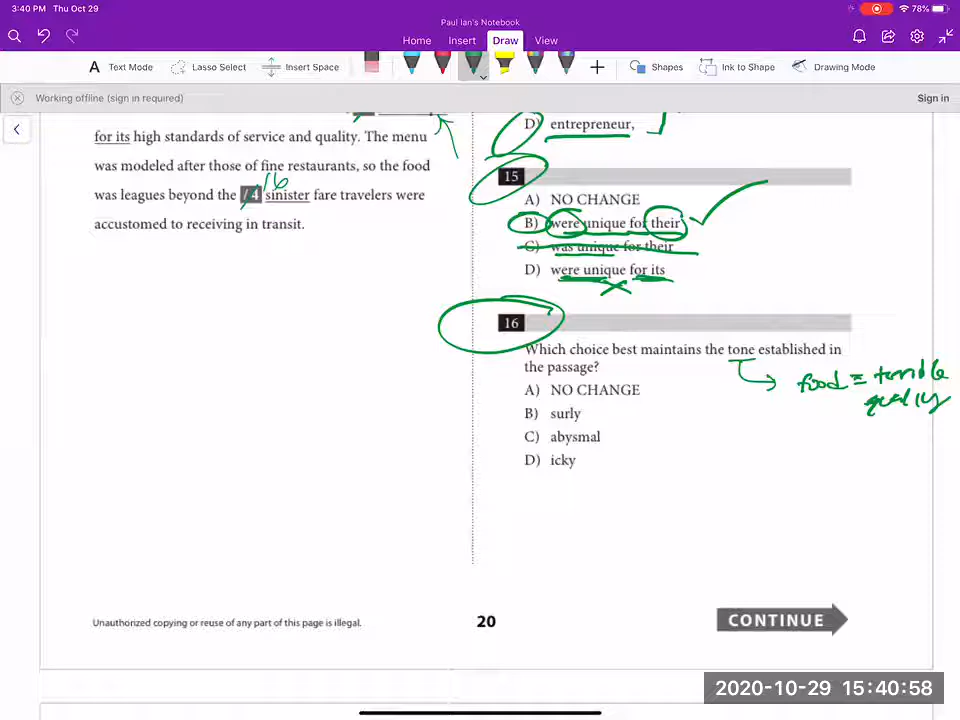 3:40 PM Thu Oct 29
78%
Paul Ian's Notebook
Home Insert Draw View
A Text Mode Lasso Select Insert Space Shapes Ink to Shape Drawing Mode
Working offline (sign in required) Sign in
for its high standards of service and quality. The menu
was modeled after those of fine restaurants, so the food
16
was leagues beyond the 14 sinister fare travelers were
accustomed to receiving in transit.
D) entrepreneur,
15
A) NO CHANGE
B) were unique for their
C) was unique for their
D) were unique for its
16
Which choice best maintains the tone established in
the passage?
food = terrible
quality
A) NO CHANGE
B) surly
C) abysmal
D) icky
Unauthorized copying or reuse of any part of this page is illegal.
20
CONTINUE
2020-10-29 15:40:58